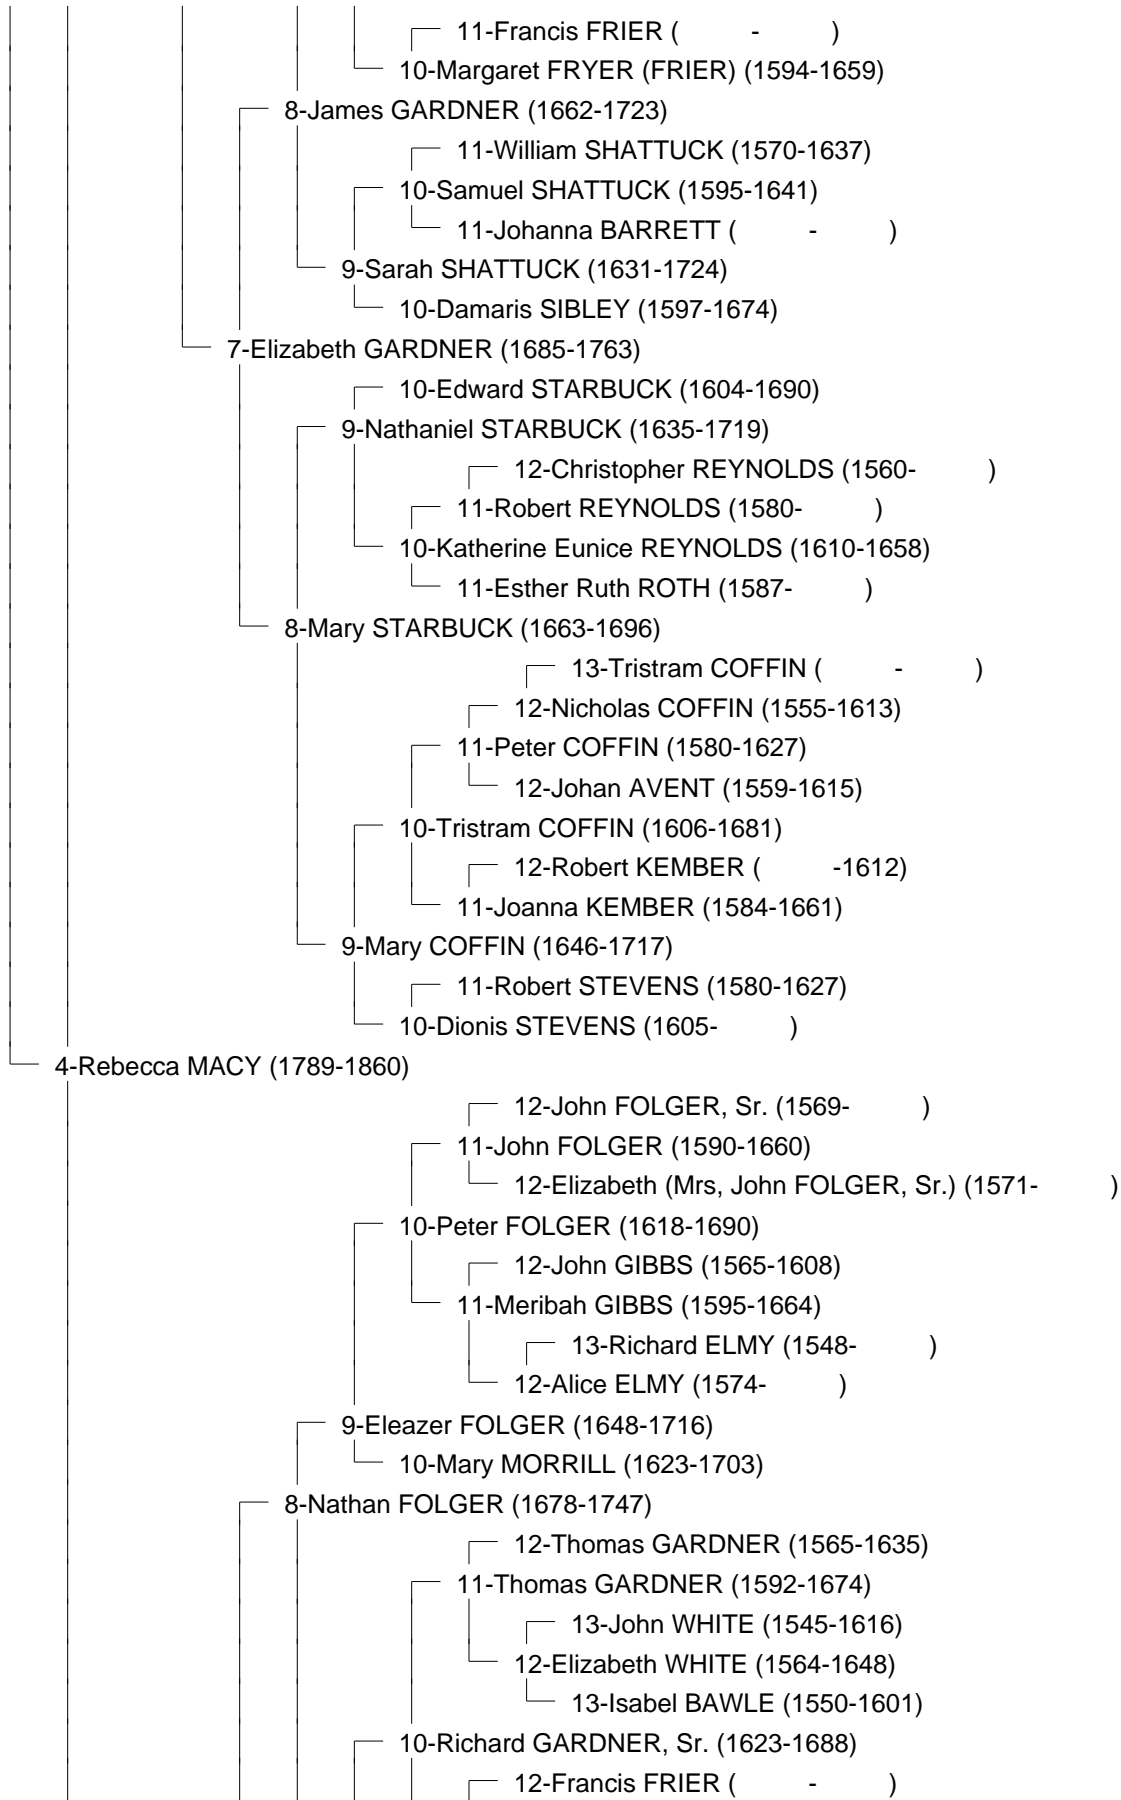 11-Francis FRIER ( - )
10-Margaret FRYER (FRIER) (1594-1659)
8-James GARDNER (1662-1723)
11-William SHATTUCK (1570-1637)
10-Samuel SHATTUCK (1595-1641)
11-Johanna BARRETT ( - )
9-Sarah SHATTUCK (1631-1724)
10-Damaris SIBLEY (1597-1674)
7-Elizabeth GARDNER (1685-1763)
10-Edward STARBUCK (1604-1690)
9-Nathaniel STARBUCK (1635-1719)
12-Christopher REYNOLDS (1560- )
11-Robert REYNOLDS (1580- )
10-Katherine Eunice REYNOLDS (1610-1658)
11-Esther Ruth ROTH (1587- )
8-Mary STARBUCK (1663-1696)
13-Tristram COFFIN ( - )
12-Nicholas COFFIN (1555-1613)
11-Peter COFFIN (1580-1627)
12-Johan AVENT (1559-1615)
10-Tristram COFFIN (1606-1681)
12-Robert KEMBER ( -1612)
11-Joanna KEMBER (1584-1661)
9-Mary COFFIN (1646-1717)
11-Robert STEVENS (1580-1627)
10-Dionis STEVENS (1605- )
4-Rebecca MACY (1789-1860)
12-John FOLGER, Sr. (1569- )
11-John FOLGER (1590-1660)
12-Elizabeth (Mrs, John FOLGER, Sr.) (1571- )
10-Peter FOLGER (1618-1690)
12-John GIBBS (1565-1608)
11-Meribah GIBBS (1595-1664)
13-Richard ELMY (1548- )
12-Alice ELMY (1574- )
9-Eleazer FOLGER (1648-1716)
10-Mary MORRILL (1623-1703)
8-Nathan FOLGER (1678-1747)
12-Thomas GARDNER (1565-1635)
11-Thomas GARDNER (1592-1674)
13-John WHITE (1545-1616)
12-Elizabeth WHITE (1564-1648)
13-Isabel BAWLE (1550-1601)
10-Richard GARDNER, Sr. (1623-1688)
12-Francis FRIER ( - )